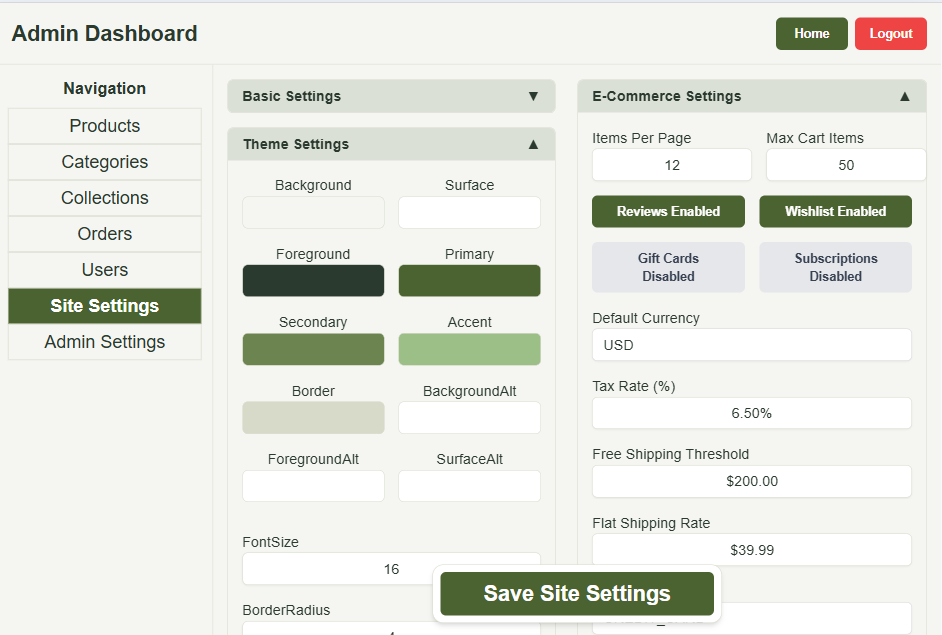 Admin Dashboard
Home
Logout
Navigation
Products
Categories
Collections
Orders
Users
Site Settings
Admin Settings
Basic Settings ▼
Theme Settings ▲
Background
Surface
Foreground
Primary
Secondary
Accent
Border
BackgroundAlt
ForegroundAlt
SurfaceAlt
FontSize
16
BorderRadius
E-Commerce Settings ▲
Items Per Page
Max Cart Items
12
50
Reviews Enabled
Wishlist Enabled
Gift Cards
Disabled
Subscriptions
Disabled
Default Currency
USD
Tax Rate (%)
6.50%
Free Shipping Threshold
$200.00
Flat Shipping Rate
$39.99
Save Site Settings